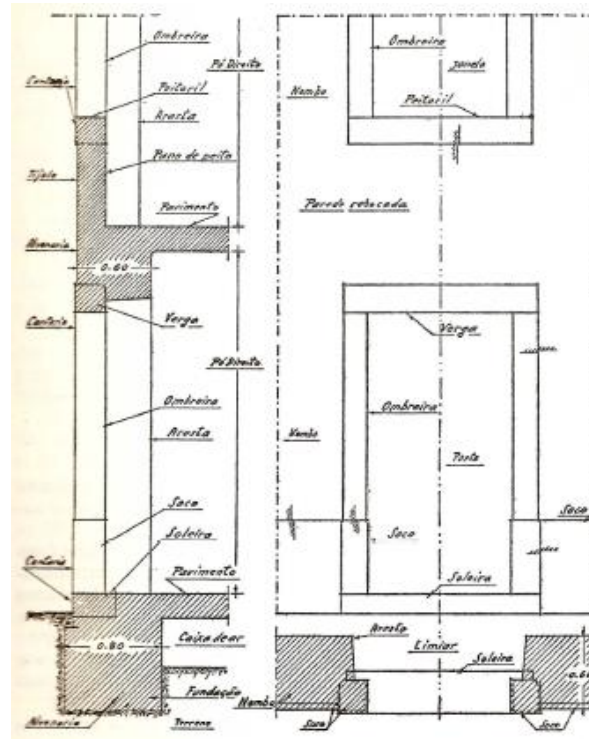 Ombreira
Pé Direito
Cantaria
Peitoril
Aresta
Pano de peito
Tijolo
Pavimento
Alvenaria
0.60
Verga
Cantaria
Pé Direito
Ombreira
Aresta
Soco
Soleira
Cantaria
Pavimento
0.80
Caixa de ar
Fundação
Alvenaria
Terreno
Ombreira
Janela
Nembo
Peitoril
Parede rebocada
Verga
Ombreira
Nembo
Porta
Soco
Soco
Soleira
Aresta
Limiar
Soleira
0.60
Nembo
Soco
Soco